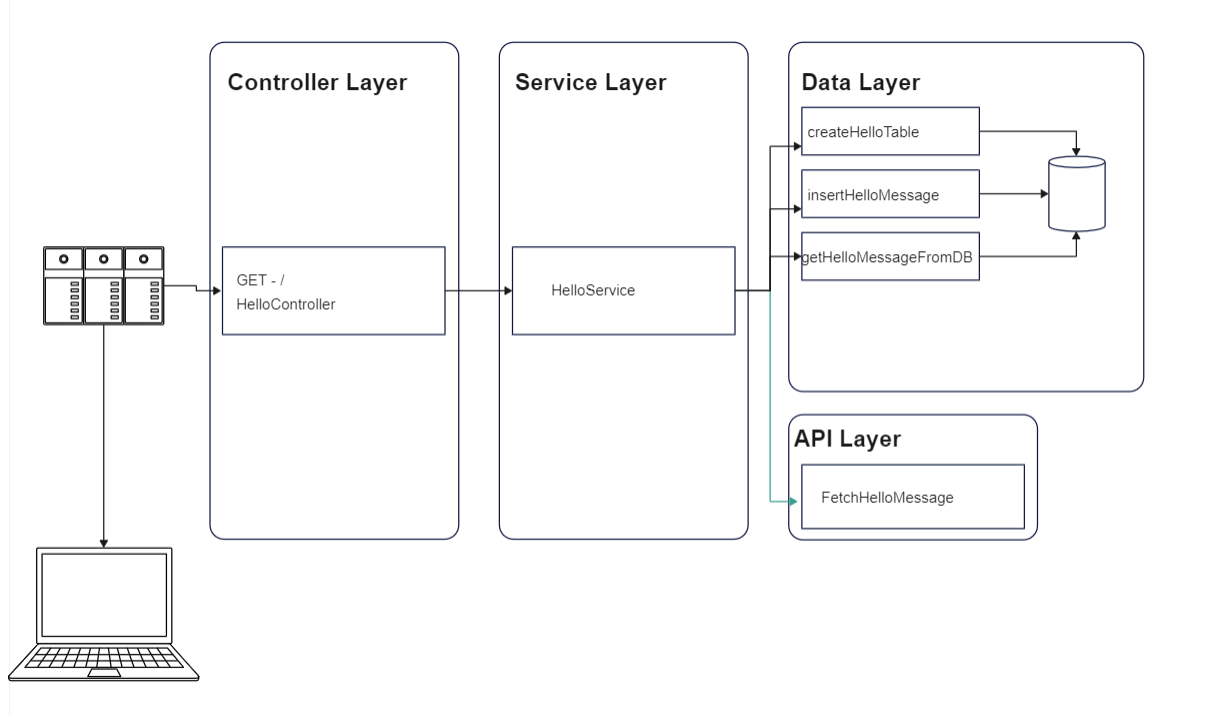 Controller Layer
Service Layer
Data Layer
createHelloTable
insertHelloMessage
getHelloMessageFromDB
GET - /
HelloController
HelloService
API Layer
FetchHelloMessage